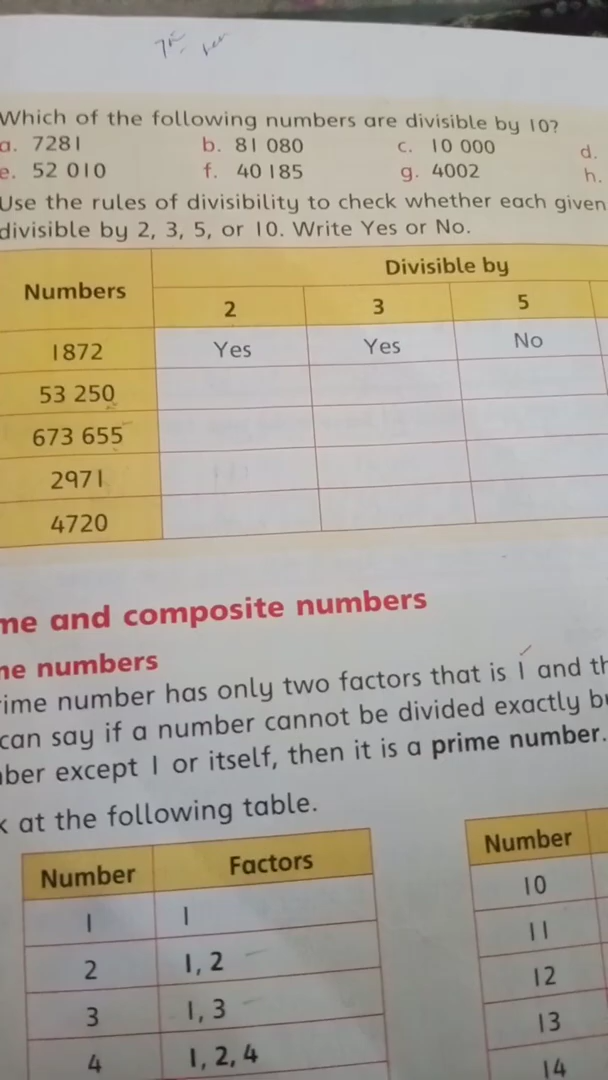 Which of the following numbers are divisible by 10?
a. 7281 b. 81 080 c. 10 000 d.
e. 52 010 f. 40 185 g. 4002 h.
Use the rules of divisibility to check whether each given
divisible by 2, 3, 5, or 10. Write Yes or No.
Numbers Divisible by
2 3 5
1872 Yes Yes No
53 250
673 655
2971
4720
me and composite numbers
me numbers
rime number has only two factors that is 1 and th
can say if a number cannot be divided exactly b
ber except 1 or itself, then it is a prime number.
k at the following table.
Number Factors
1 1
2 1, 2
3 1, 3
4 1, 2, 4
Number
10
11
12
13
14